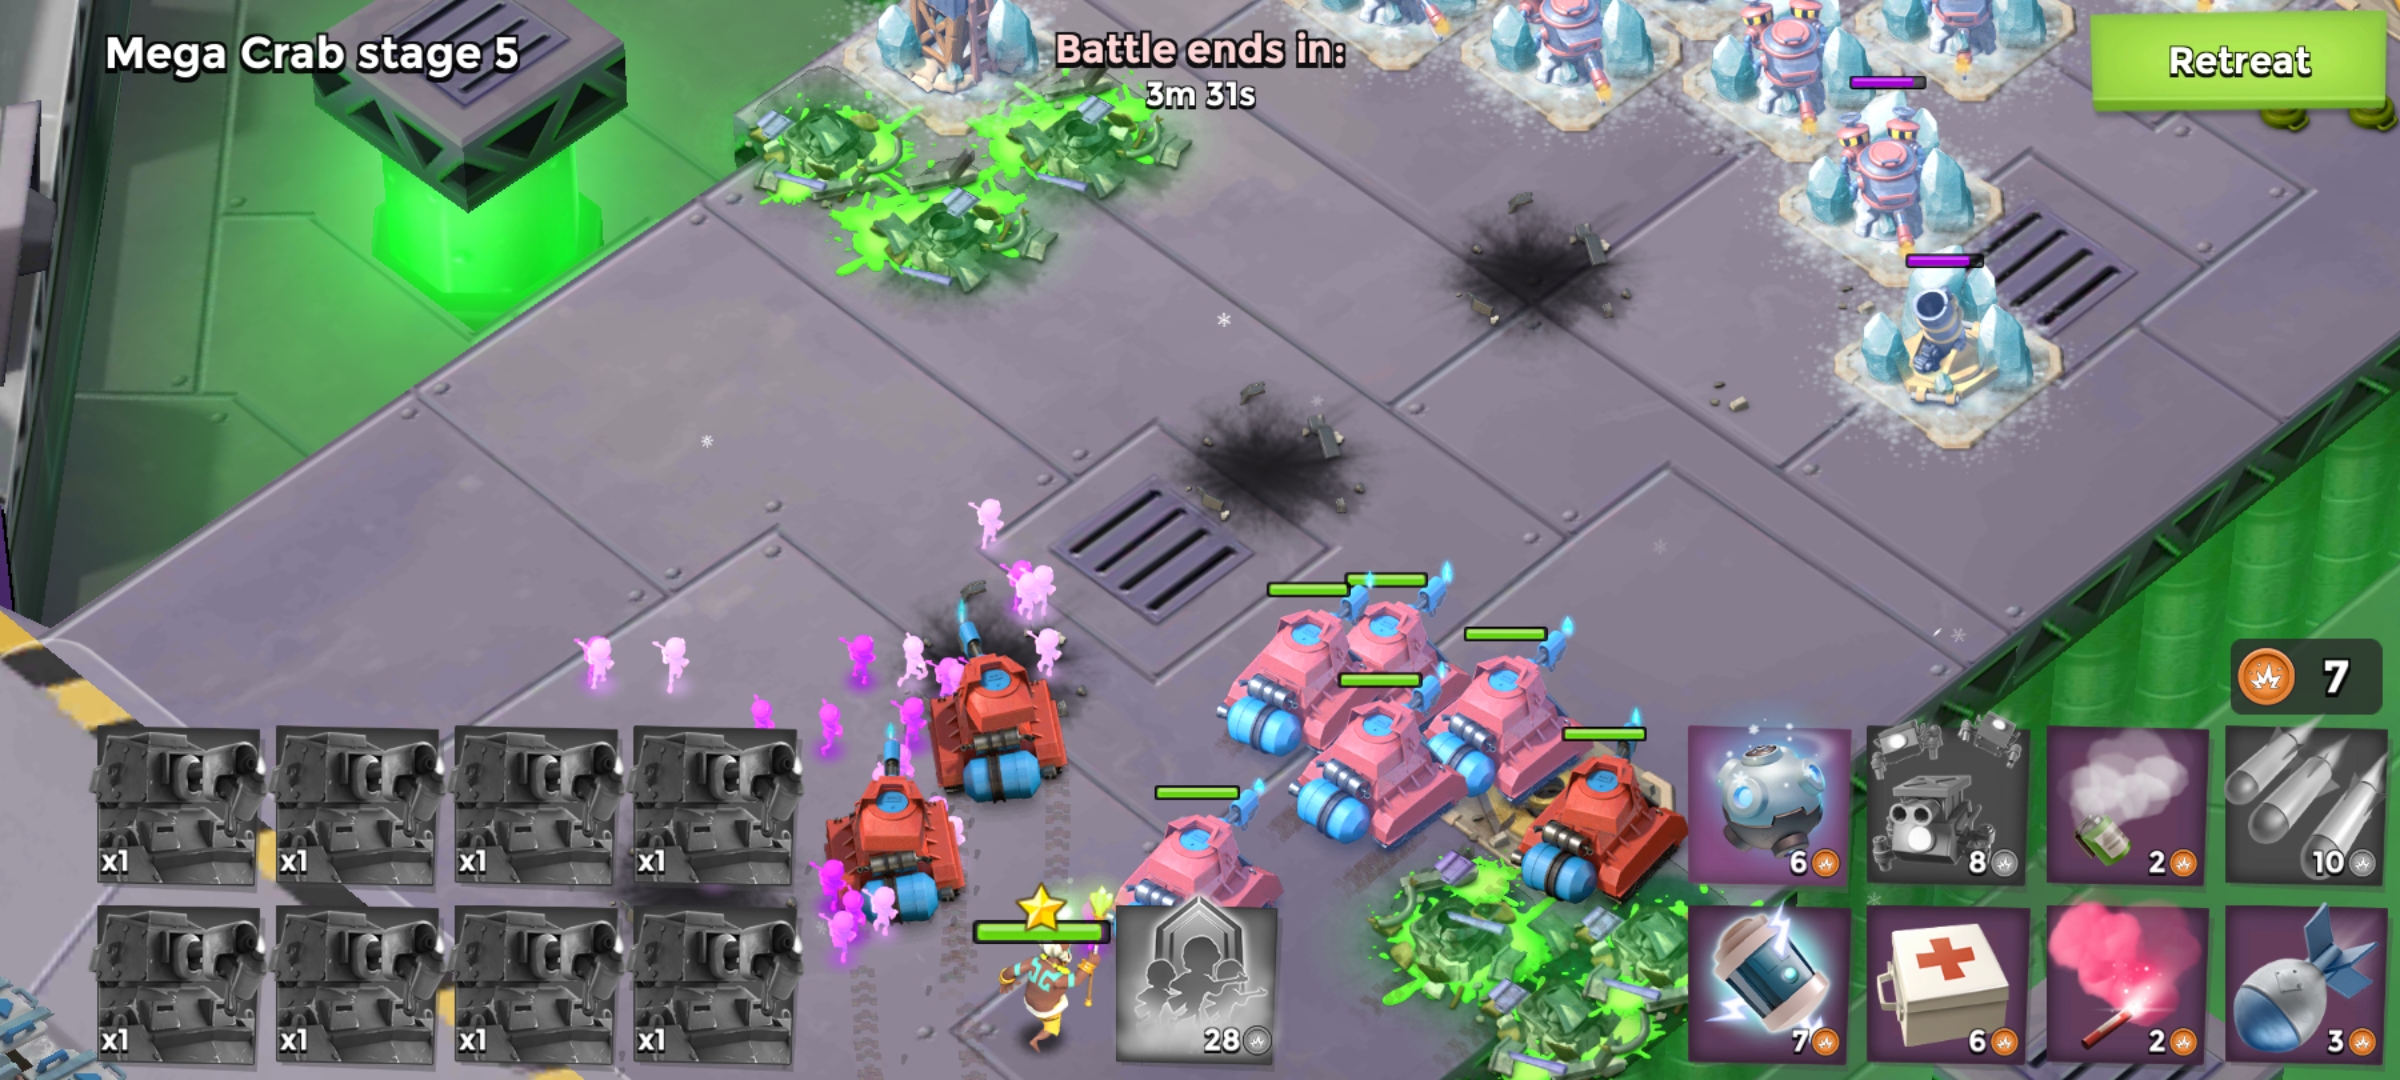 Mega Crab stage 5
Battle ends in:
3m 31s
Retreat
7
x1
x1
x1
x1
6
8
2
10
x1
x1
x1
x1
28
7
6
2
3